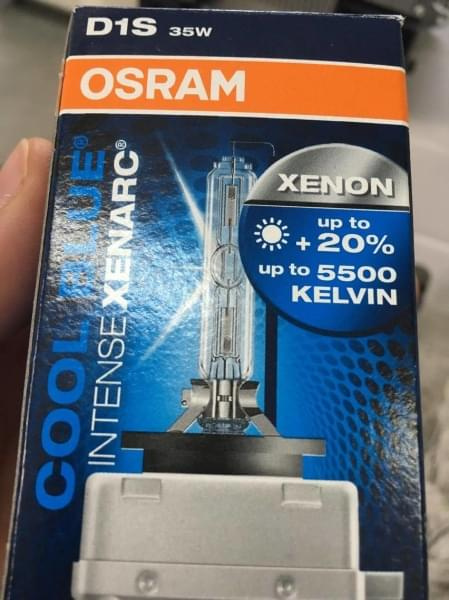 D1S 35W
OSRAM
COOL BLUE®
INTENSE XENARC®
XENON
up to
+ 20%
up to 5500
KELVIN